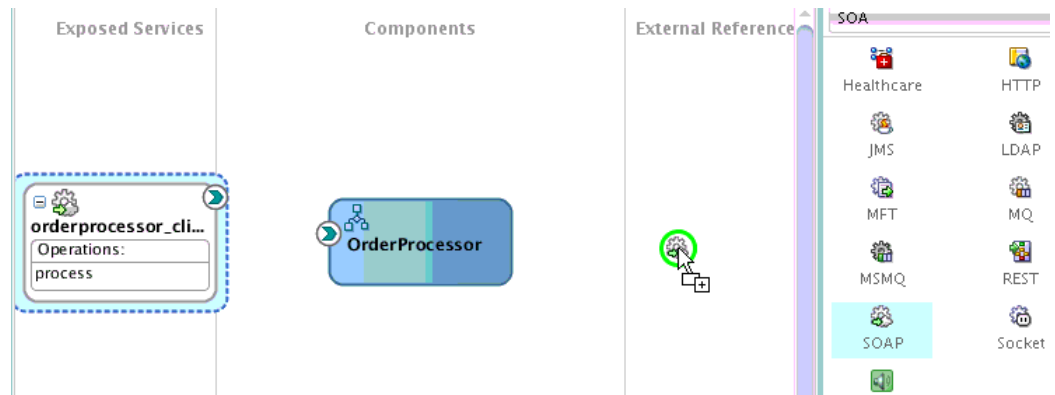 Exposed Services
Components
External Reference
SOA
Healthcare
HTTP
JMS
LDAP
MFT
MQ
MSMQ
REST
SOAP
Socket
orderprocessor_cli...
Operations:
process
OrderProcessor